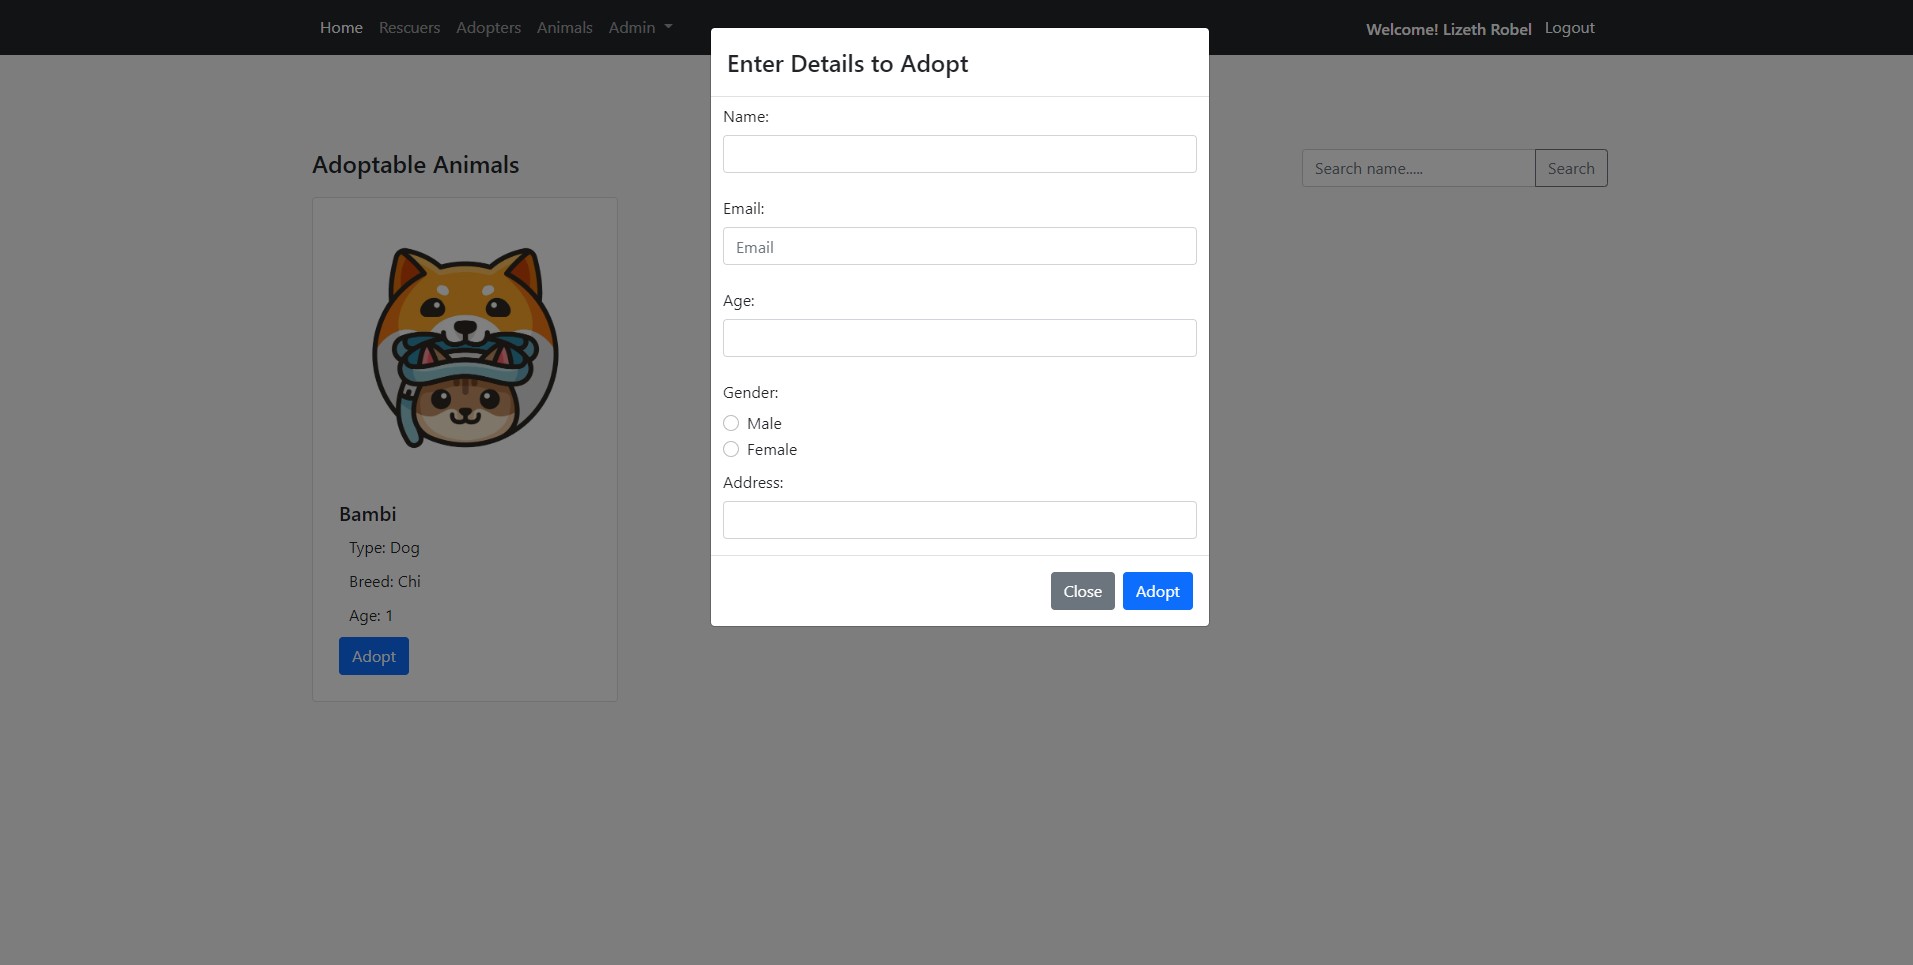 Home Rescuers Adopters Animals Admin Welcome! Lizeth Robel Logout
Enter Details to Adopt
Name:
Email:
Email
Age:
Gender:
Male
Female
Address:
Close Adopt
Adoptable Animals
Search name..... Search
Bambi
Type: Dog
Breed: Chi
Age: 1
Adopt